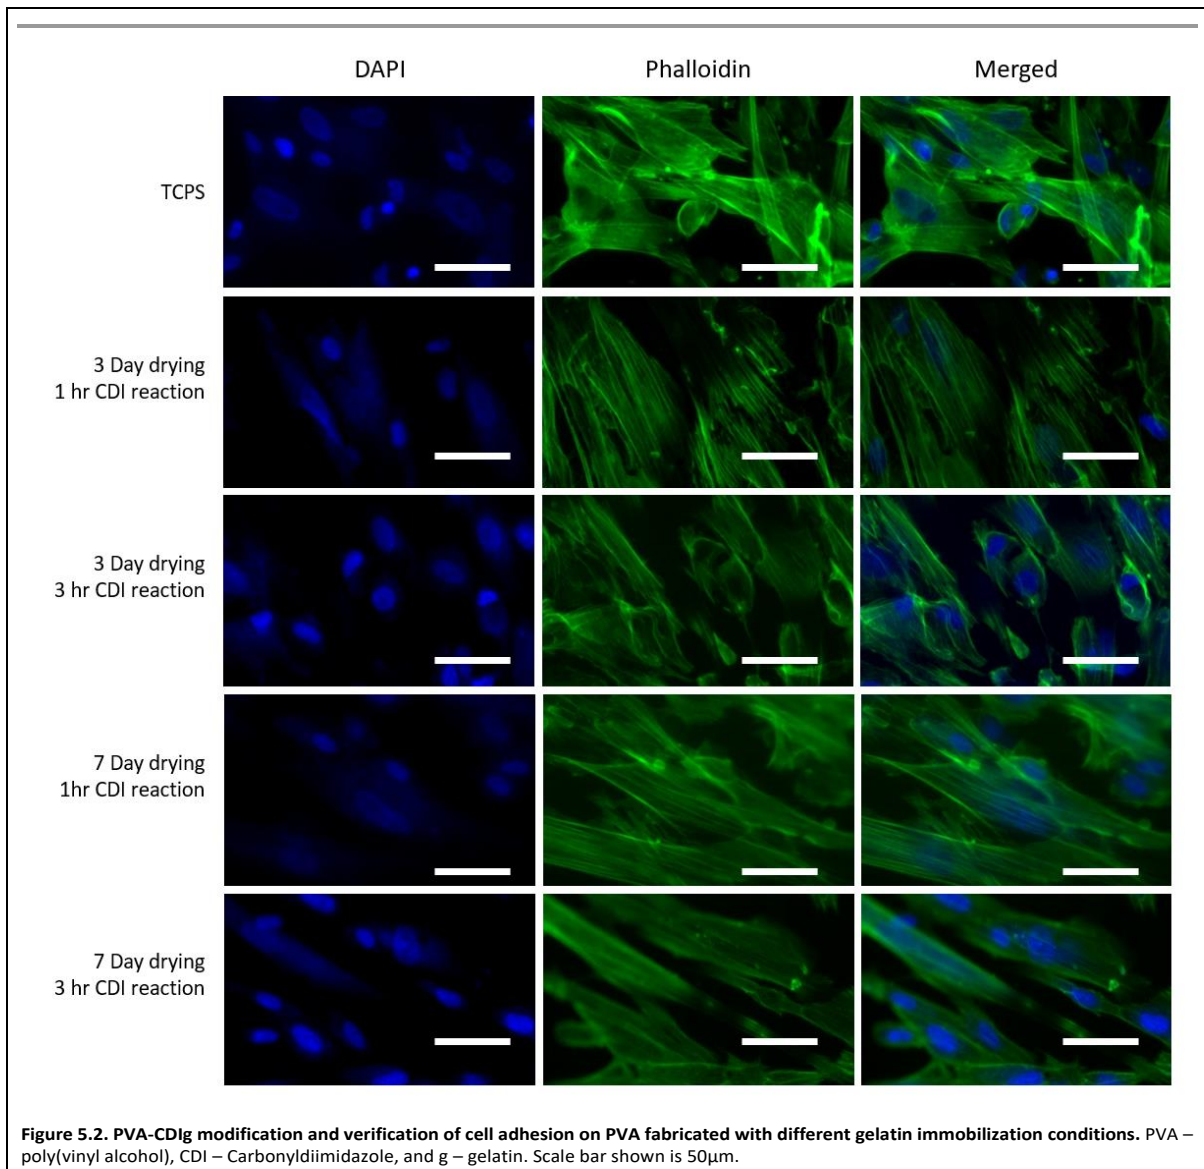 DAPI Phalloidin Merged
TCPS
3 Day drying
1 hr CDI reaction
3 Day drying
3 hr CDI reaction
7 Day drying
1hr CDI reaction
7 Day drying
3 hr CDI reaction
Figure 5.2. PVA-CDIg modification and verification of cell adhesion on PVA fabricated with different gelatin immobilization conditions. PVA –
poly(vinyl alcohol), CDI – Carbonyldiimidazole, and g – gelatin. Scale bar shown is 50μm.